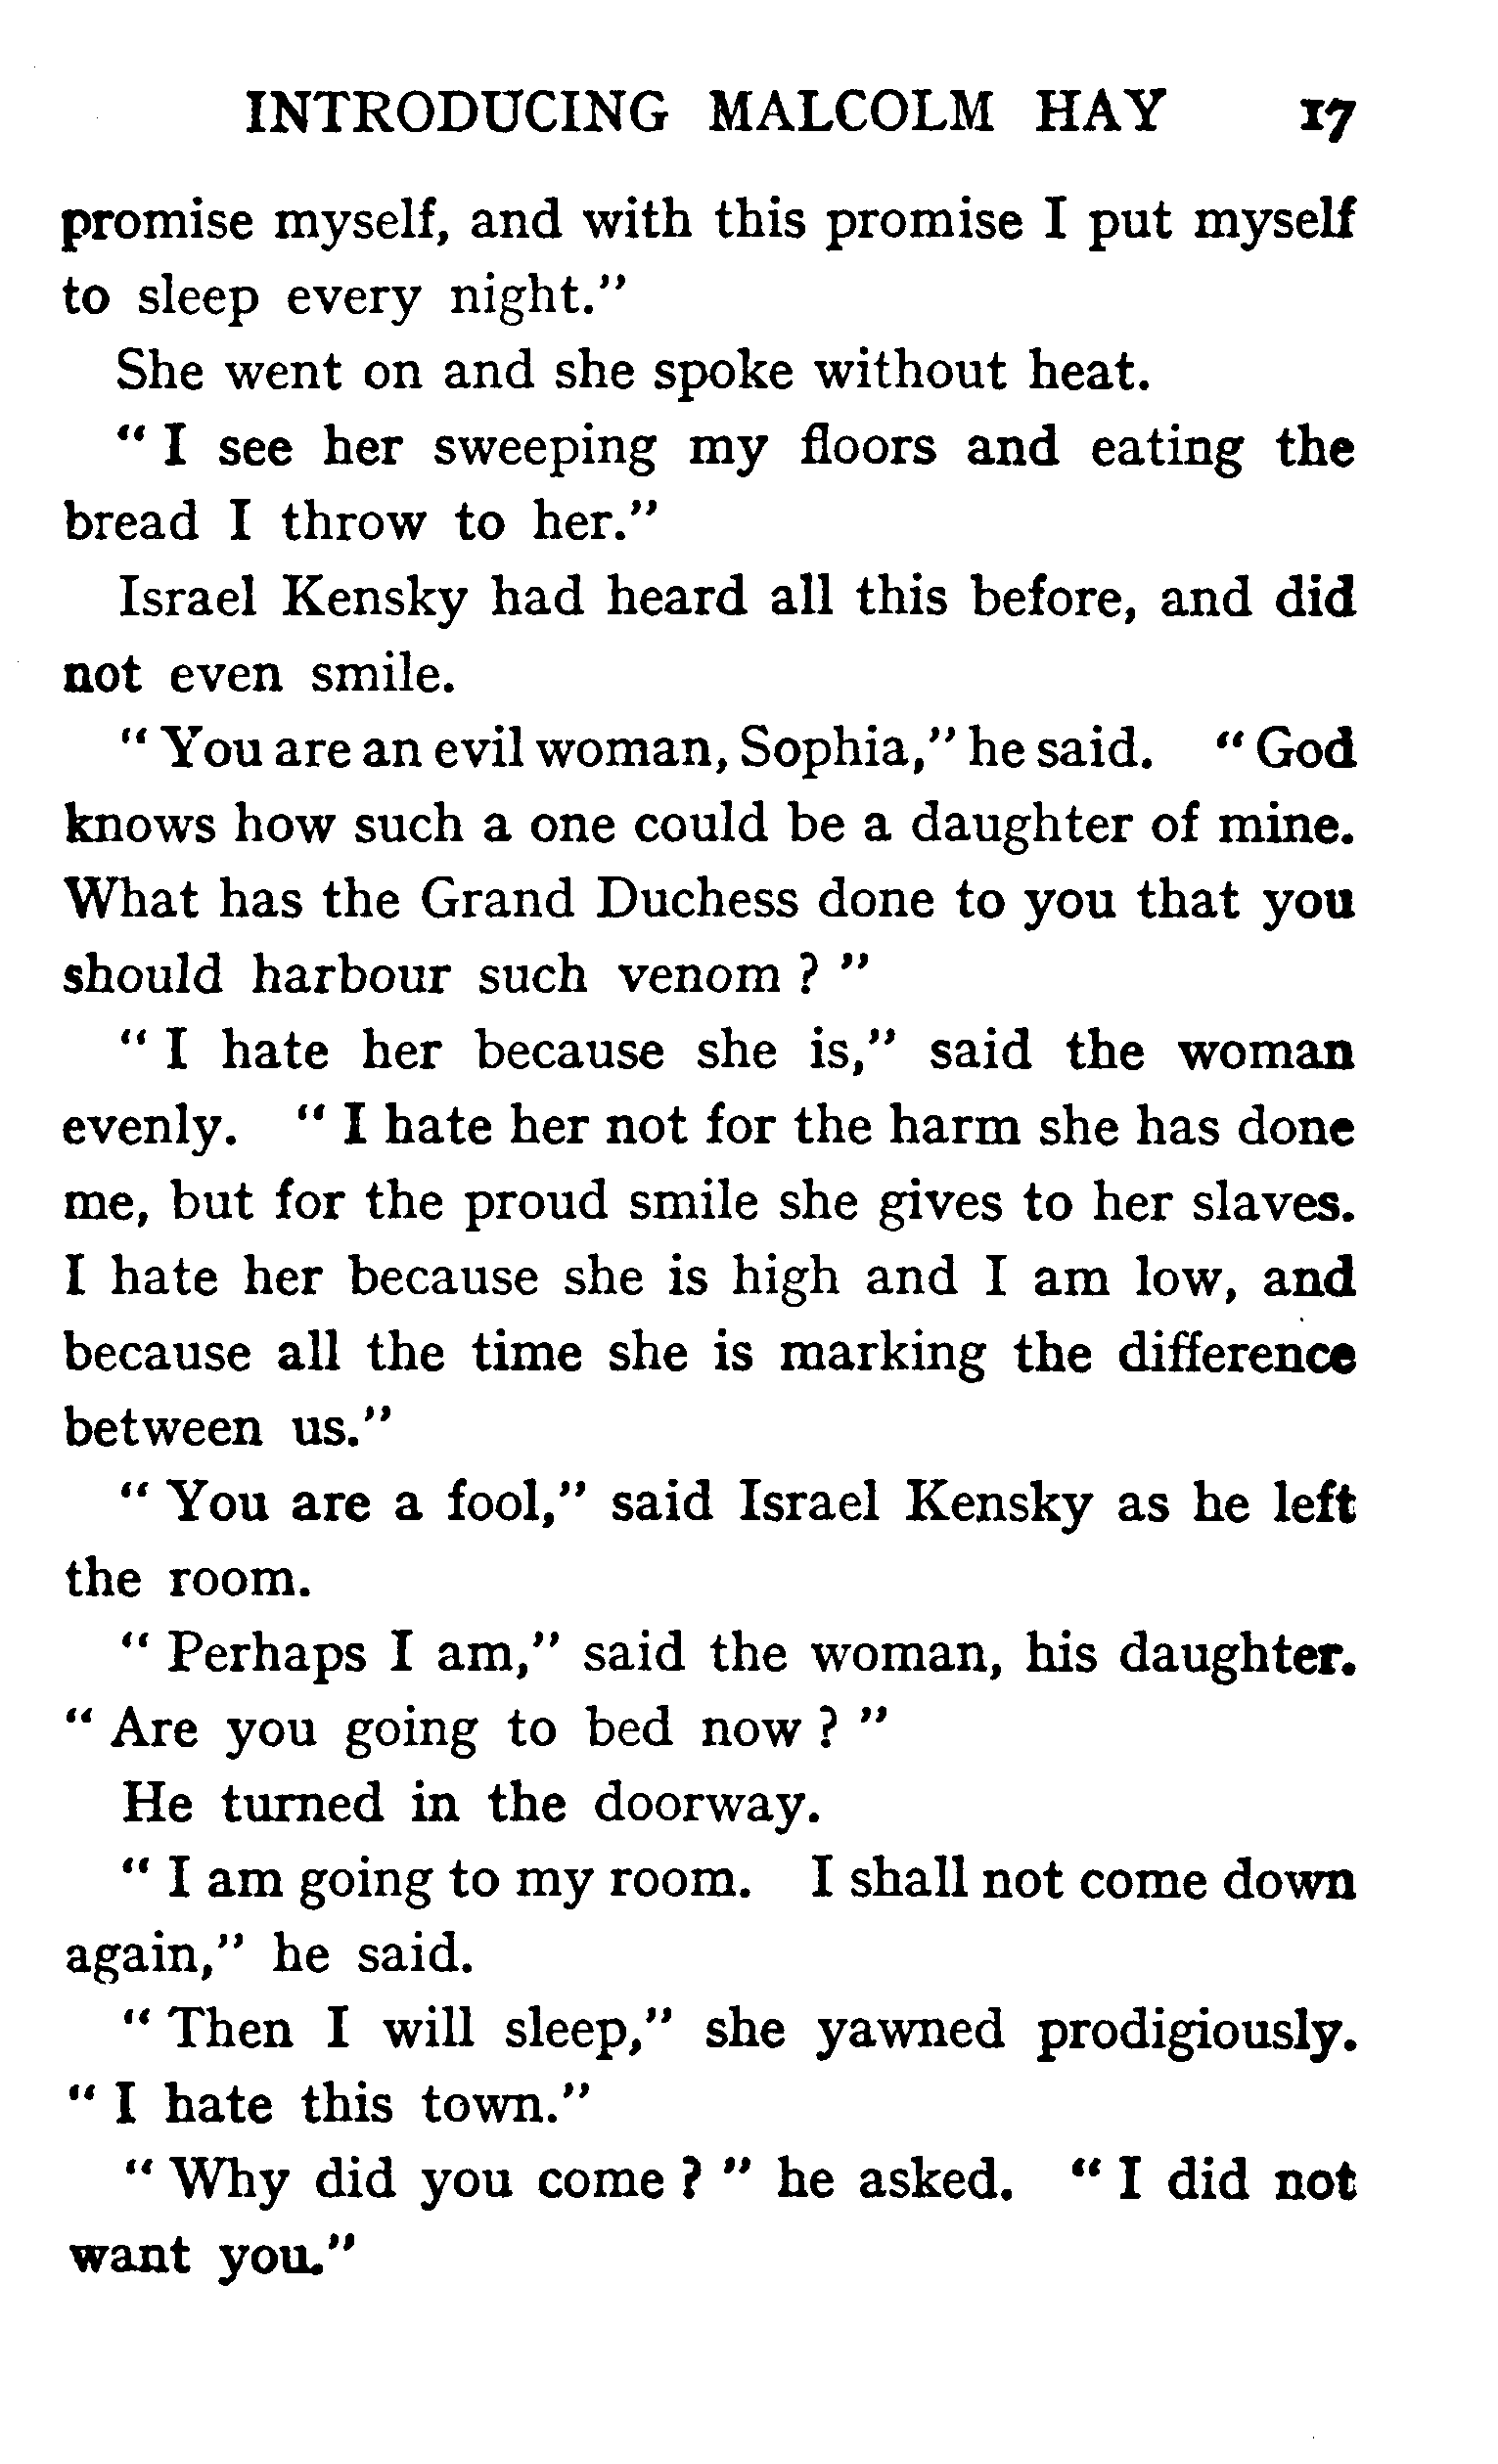 INTRODUCING MALCOLM HAY 17
promise myself, and with this promise I put myself
to sleep every night."
She went on and she spoke without heat.
" I see her sweeping my floors and eating the
bread I throw to her."
Israel Kensky had heard all this before, and did
not even smile.
" You are an evil woman, Sophia," he said. " God
knows how such a one could be a daughter of mine.
What has the Grand Duchess done to you that you
should harbour such venom ? "
" I hate her because she is," said the woman
evenly. " I hate her not for the harm she has done
me, but for the proud smile she gives to her slaves.
I hate her because she is high and I am low, and
because all the time she is marking the difference
between us."
" You are a fool," said Israel Kensky as he left
the room.
" Perhaps I am," said the woman, his daughter.
" Are you going to bed now ? "
He turned in the doorway.
" I am going to my room. I shall not come down
again," he said.
" Then I will sleep," she yawned prodigiously.
" I hate this town."
" Why did you come ? " he asked. " I did not
want you."